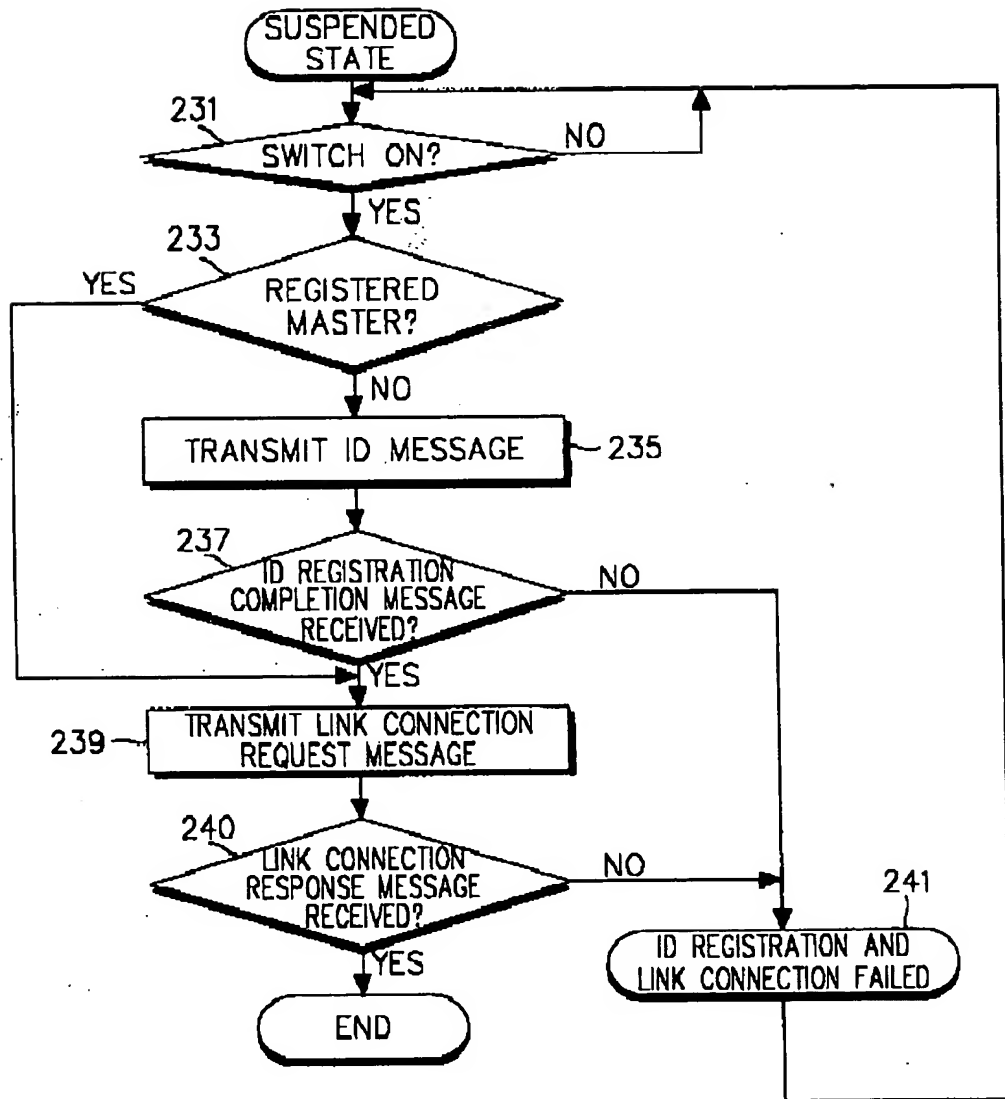 SUSPENDED
STATE
231
SWITCH ON?
NO
YES
233
YES
REGISTERED
MASTER?
NO
TRANSMIT ID MESSAGE
235
237
ID REGISTRATION
COMPLETION MESSAGE
RECEIVED?
NO
YES
239
TRANSMIT LINK CONNECTION
REQUEST MESSAGE
240
LINK CONNECTION
RESPONSE MESSAGE
RECEIVED?
NO
241
ID REGISTRATION AND
LINK CONNECTION FAILED
YES
END